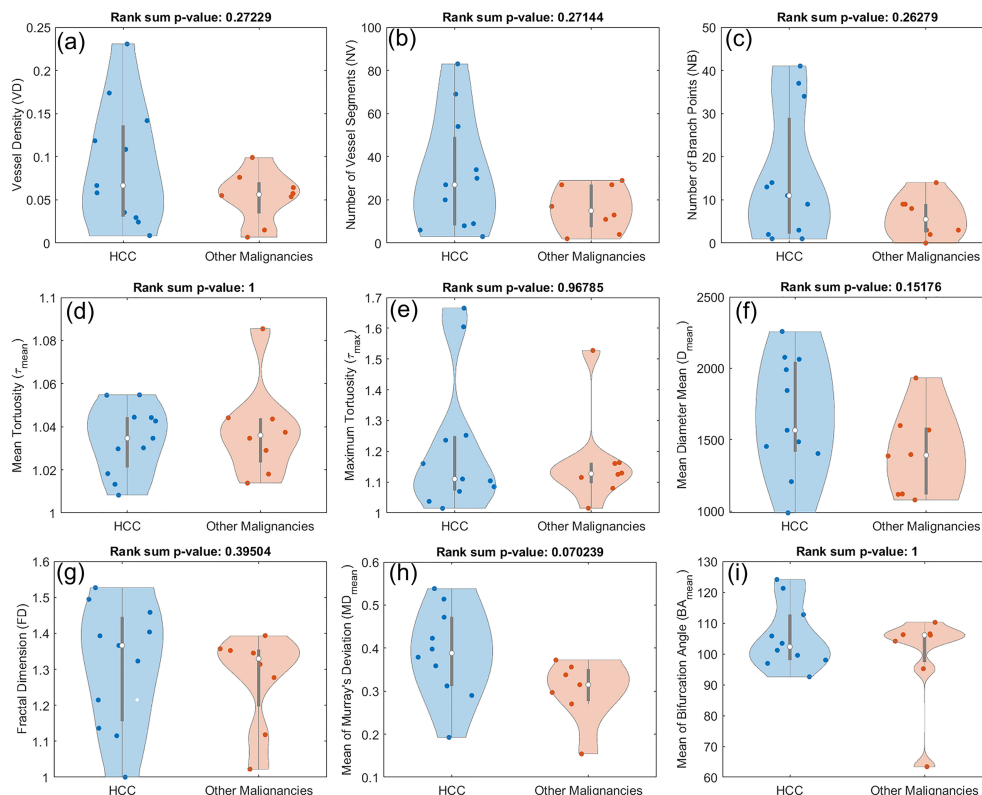 Rank sum p-value: 0.27229
(a)
Vessel Density (VD)
0.25
0.2
0.15
0.1
0.05
0
HCC
Other Malignancies
Rank sum p-value: 0.27144
(b)
Number of Vessel Segments (NV)
100
80
60
40
20
0
HCC
Other Malignancies
Rank sum p-value: 0.26279
(c)
Number of Branch Points (NB)
50
40
30
20
10
0
HCC
Other Malignancies
Rank sum p-value: 1
(d)
Mean Tortuosity (τmean)
1.1
1.08
1.06
1.04
1.02
1
HCC
Other Malignancies
Rank sum p-value: 0.96785
(e)
Maximum Tortuosity (τmax)
1.7
1.6
1.5
1.4
1.3
1.2
1.1
1
HCC
Other Malignancies
Rank sum p-value: 0.15176
(f)
Mean Diameter Mean (Dmean)
2500
2000
1500
1000
HCC
Other Malignancies
Rank sum p-value: 0.39504
(g)
Fractal Dimension (FD)
1.6
1.5
1.4
1.3
1.2
1.1
1
HCC
Other Malignancies
Rank sum p-value: 0.070239
(h)
Mean of Murray's Deviation (MDmean)
0.6
0.5
0.4
0.3
0.2
0.1
HCC
Other Malignancies
Rank sum p-value: 1
(i)
Mean of Bifurcation Angle (BAmean)
130
120
110
100
90
80
70
60
HCC
Other Malignancies